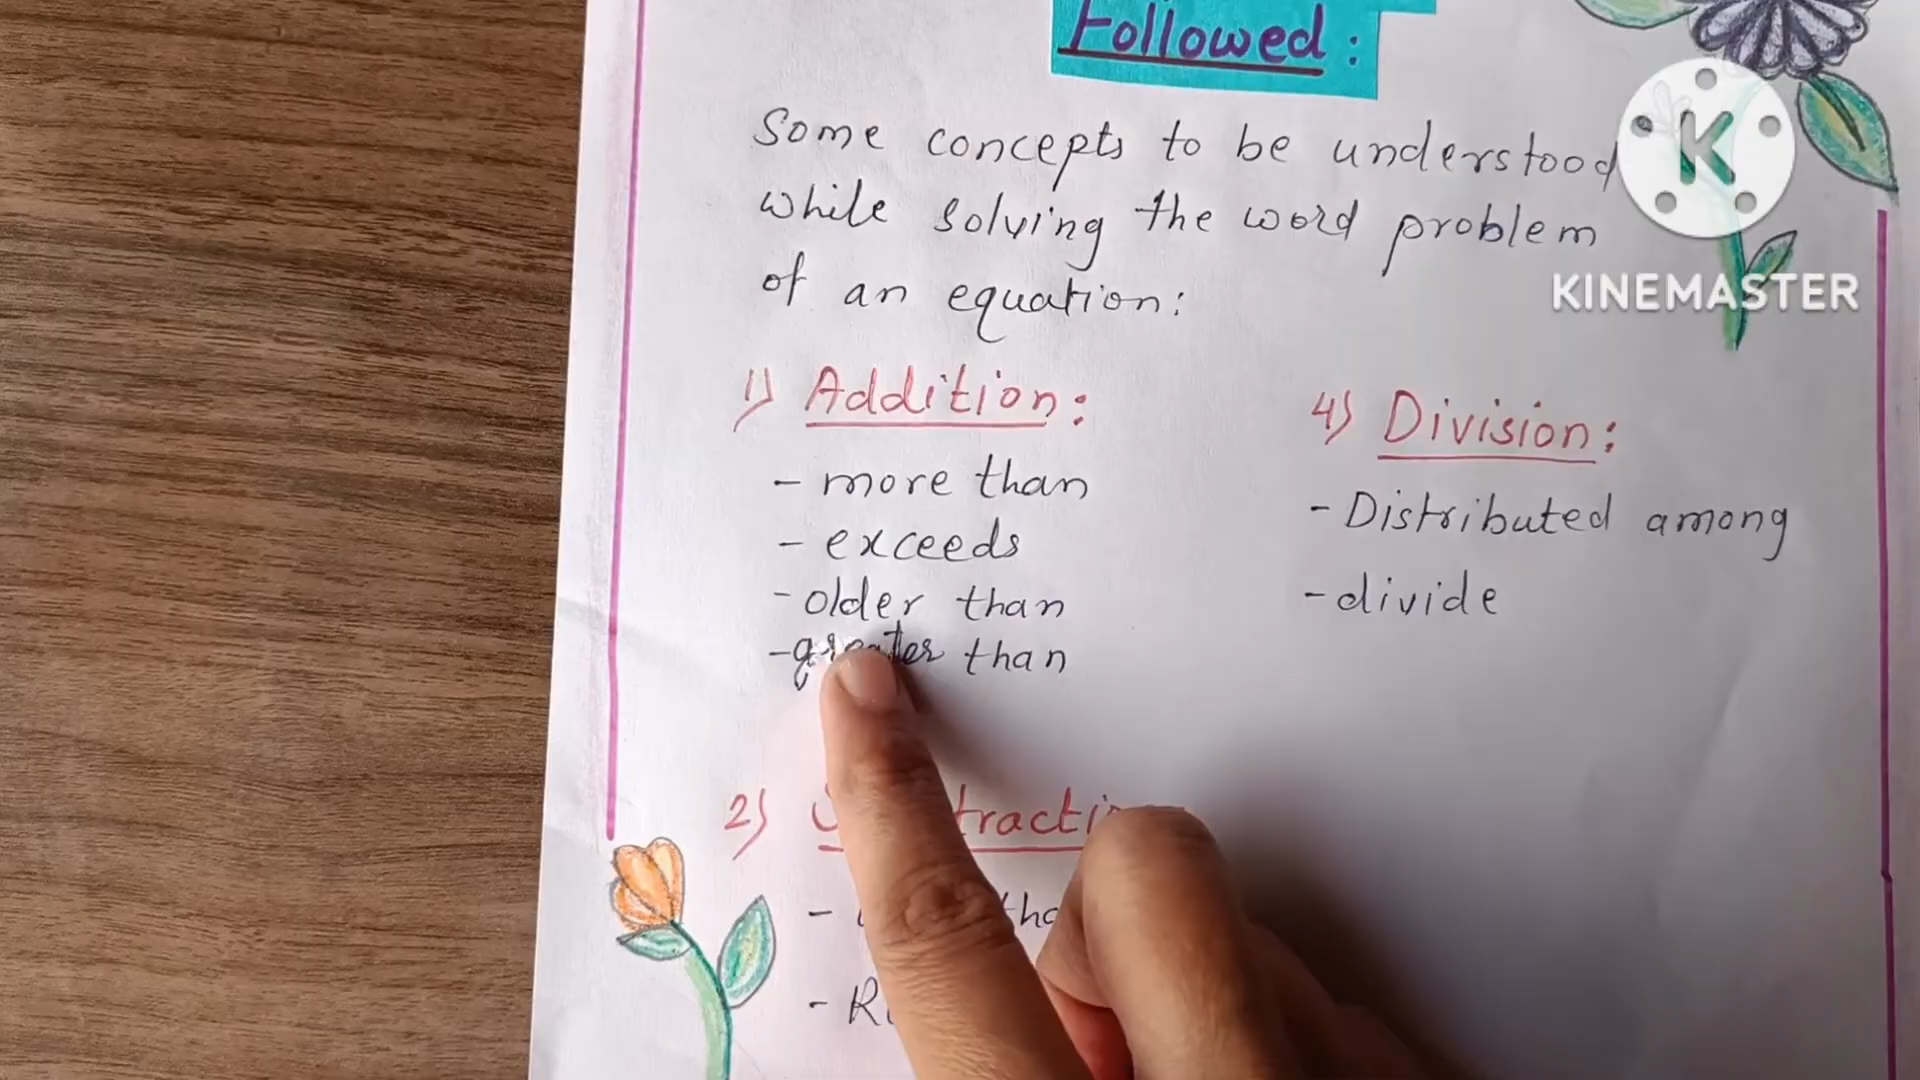 Followed:
Some concepts to be understood
while solving the word problem
of an equation:
1) Addition:
- more than
- exceeds
- older than
- greater than
2)
-
-
4) Division:
- Distributed among
- divide
K
KINEMASTER